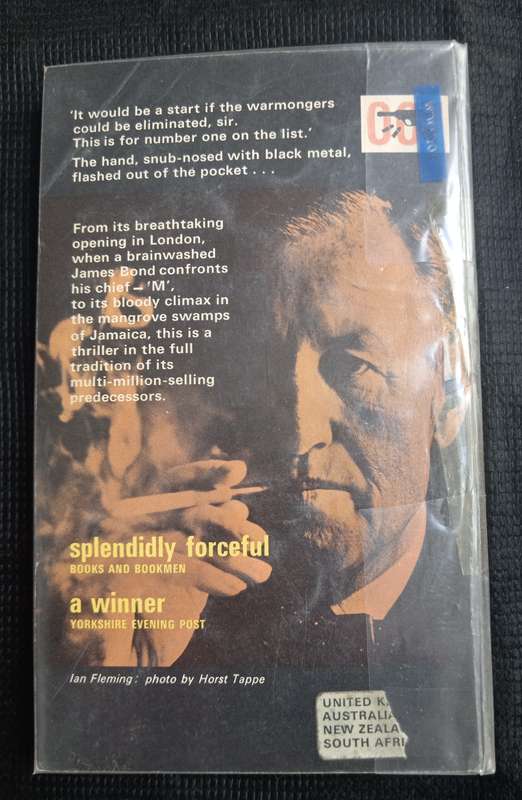 'It would be a start if the warmongers
could be eliminated, sir.
This is for number one on the list.'
The hand, snub-nosed with black metal,
flashed out of the pocket . . .
From its breathtaking
opening in London,
when a brainwashed
James Bond confronts
his chief – 'M',
to its bloody climax in
the mangrove swamps
of Jamaica, this is a
thriller in the full
tradition of its
multi-million-selling
predecessors.
splendidly forceful
BOOKS AND BOOKMEN
a winner
YORKSHIRE EVENING POST
Ian Fleming: photo by Horst Tappe
UNITED K
AUSTRALIA
NEW ZEALA
SOUTH AFRI